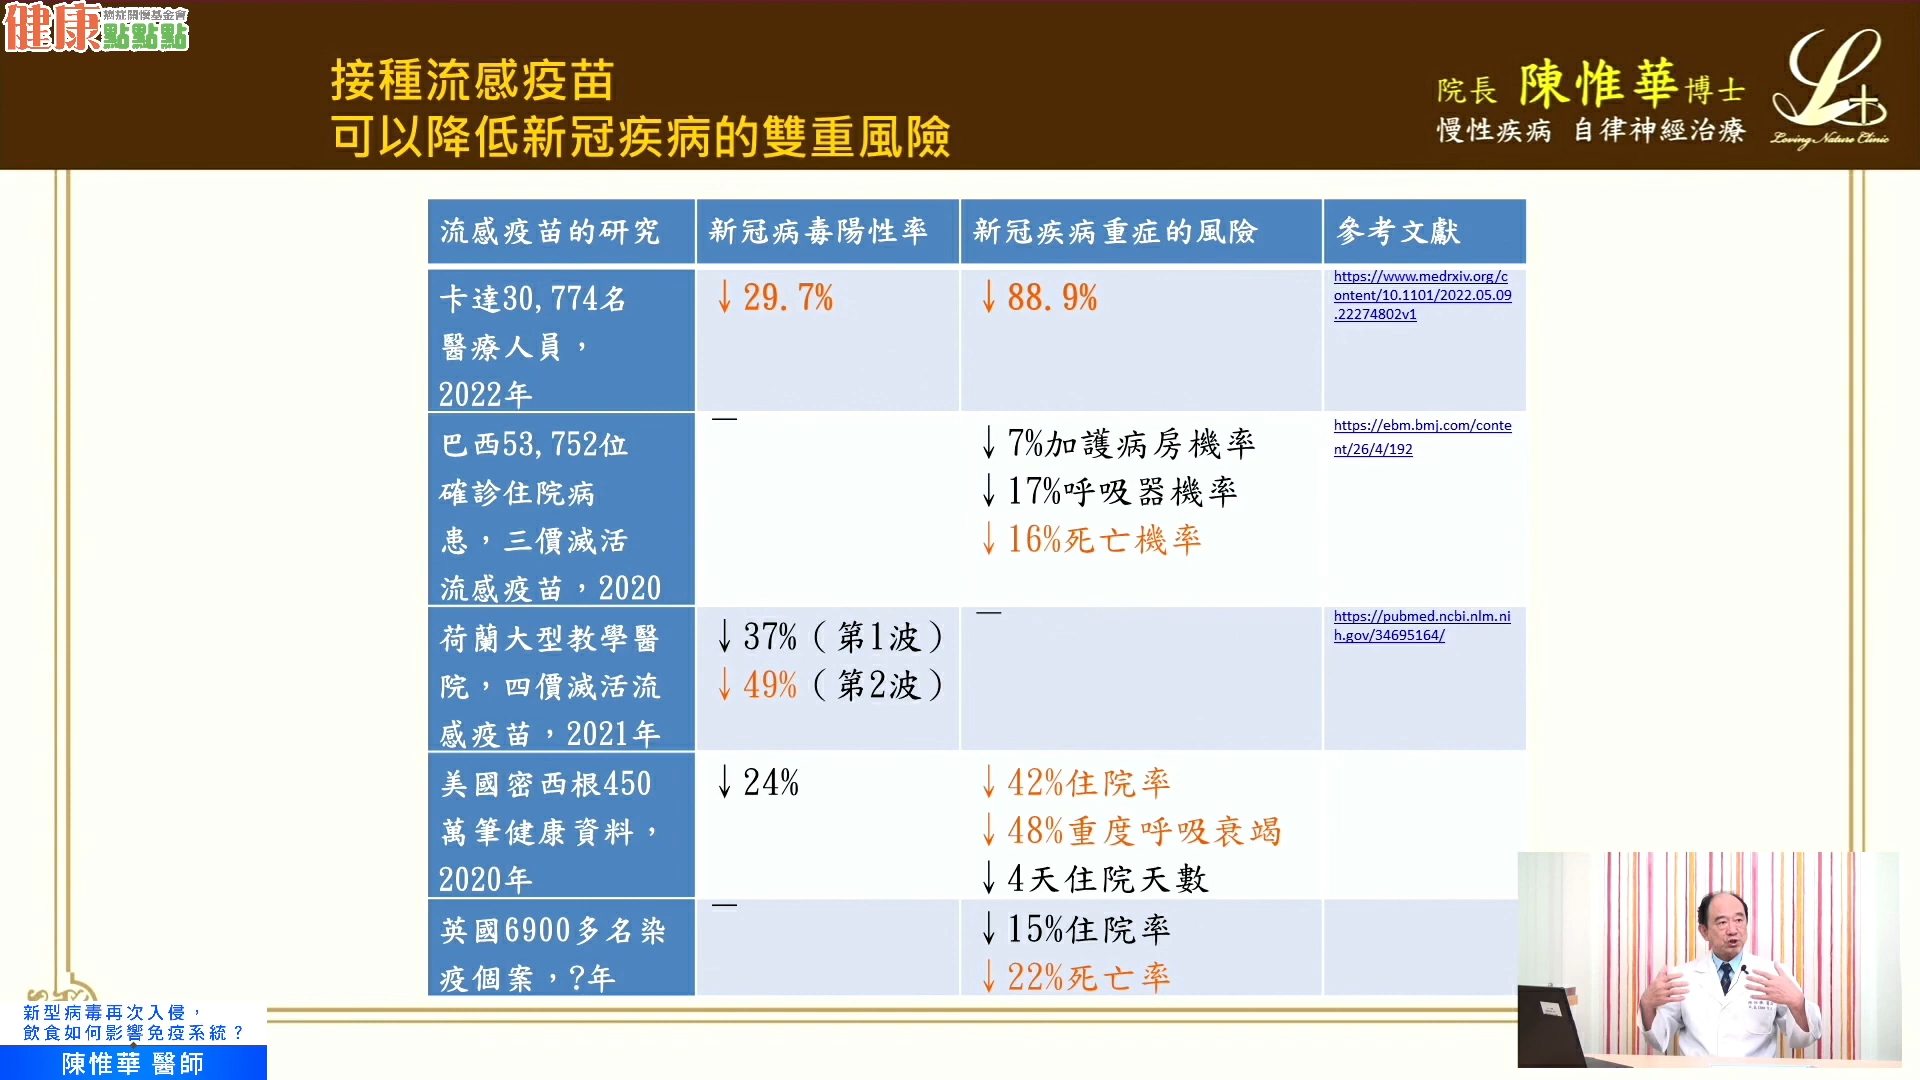 健康點點點
癌症關懷基金會
接種流感疫苗
可以降低新冠疾病的雙重風險
院長 陳惟華博士
慢性疾病 自律神經治療
Loving Nature Clinic
流感疫苗的研究 新冠病毒陽性率 新冠疾病重症的風險 參考文獻
卡達30,774名
醫療人員，
2022年
↓29.7%
↓88.9%
https://www.medrxiv.org/c
ontent/10.1101/2022.05.09
.22274802v1
巴西53,752位
確診住院病
患，三價滅活
流感疫苗，2020
—
↓7%加護病房機率
↓17%呼吸器機率
↓16%死亡機率
https://ebm.bmj.com/conte
nt/26/4/192
荷蘭大型教學醫
院，四價滅活流
感疫苗，2021年
↓37%（第1波）
↓49%（第2波）
—
https://pubmed.ncbi.nlm.ni
h.gov/34695164/
美國密西根450
萬筆健康資料，
2020年
↓24%
↓42%住院率
↓48%重度呼吸衰竭
↓4天住院天數
英國6900多名染
疫個案，?年
—
↓15%住院率
↓22%死亡率
新型病毒再次入侵，
飲食如何影響免疫系統？
陳惟華 醫師